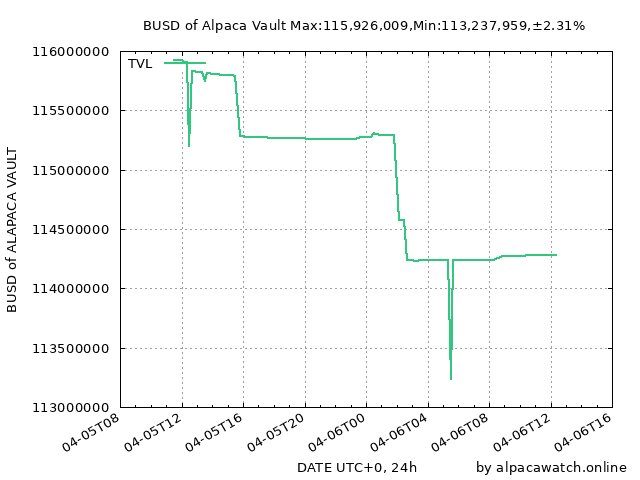 BUSD of Alpaca Vault Max:115,926,009,Min:113,237,959,±2.31%
TVL
116000000
115500000
115000000
114500000
114000000
113500000
113000000
BUSD of ALAPACA VAULT
04-05T08
04-05T12
04-05T16
04-05T20
04-06T00
04-06T04
04-06T08
04-06T12
04-06T16
DATE UTC+0, 24h
by alpacawatch.online